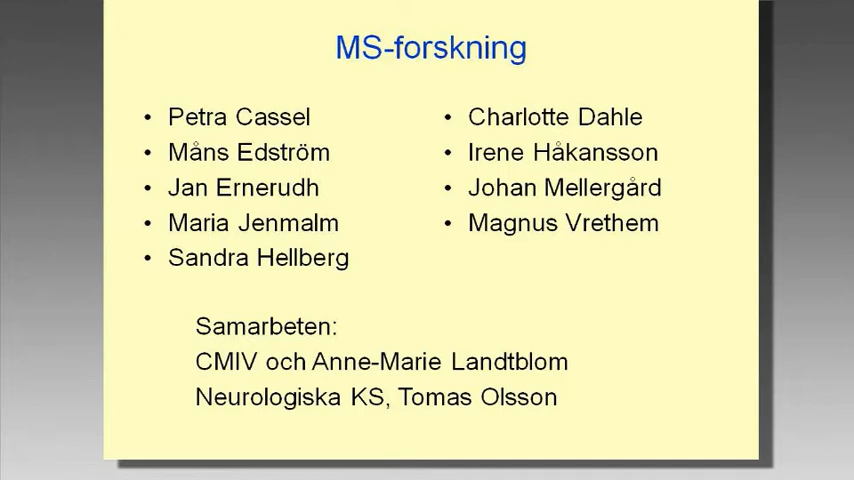 MS-forskning
• Petra Cassel
• Måns Edström
• Jan Ernerudh
• Maria Jenmalm
• Sandra Hellberg
• Charlotte Dahle
• Irene Håkansson
• Johan Mellergård
• Magnus Vrethem
Samarbeten:
CMIV och Anne-Marie Landtblom
Neurologiska KS, Tomas Olsson